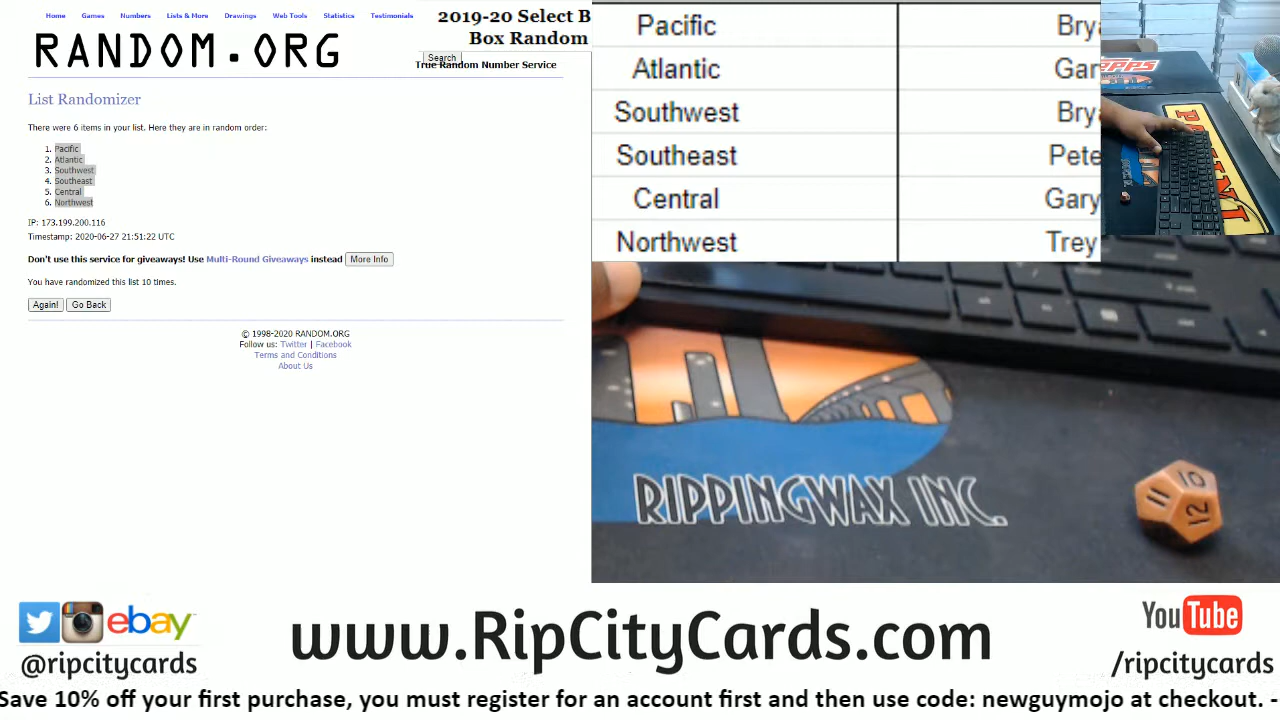 Home Games Numbers Lists & More Drawings Web Tools Statistics Testimonials
RANDOM.ORG
Search
True Random Number Service
2019-20 Select B
Box Random
List Randomizer
There were 6 items in your list. Here they are in random order:
1. Pacific
2. Atlantic
3. Southwest
4. Southeast
5. Central
6. Northwest
IP: 173.199.200.116
Timestamp: 2020-06-27 21:51:22 UTC
Don't use this service for giveaways! Use Multi-Round Giveaways instead More Info
You have randomized this list 10 times.
Again! Go Back
© 1998-2020 RANDOM.ORG
Follow us: Twitter | Facebook
Terms and Conditions
About Us
Pacific Brya
Atlantic Gar
Southwest Brya
Southeast Pete
Central Gary
Northwest Trey
RIPPINGWAX INC.
11 10
12
ebay
@ripcitycards
www.RipCityCards.com
YouTube
/ripcitycards
Save 10% off your first purchase, you must register for an account first and then use code: newguymojo at checkout. -